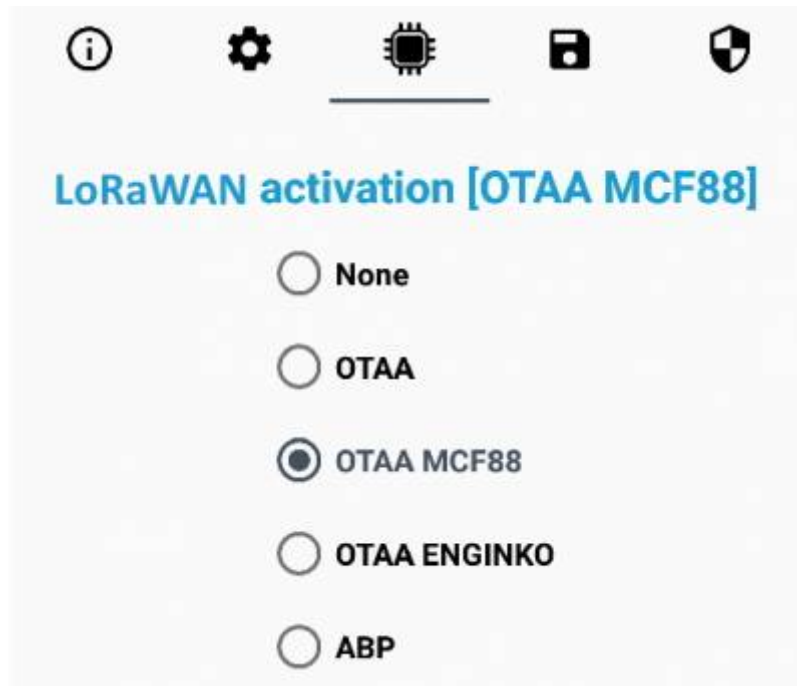 LoRaWAN activation [OTAA MCF88]
None
OTAA
OTAA MCF88
OTAA ENGINKO
ABP